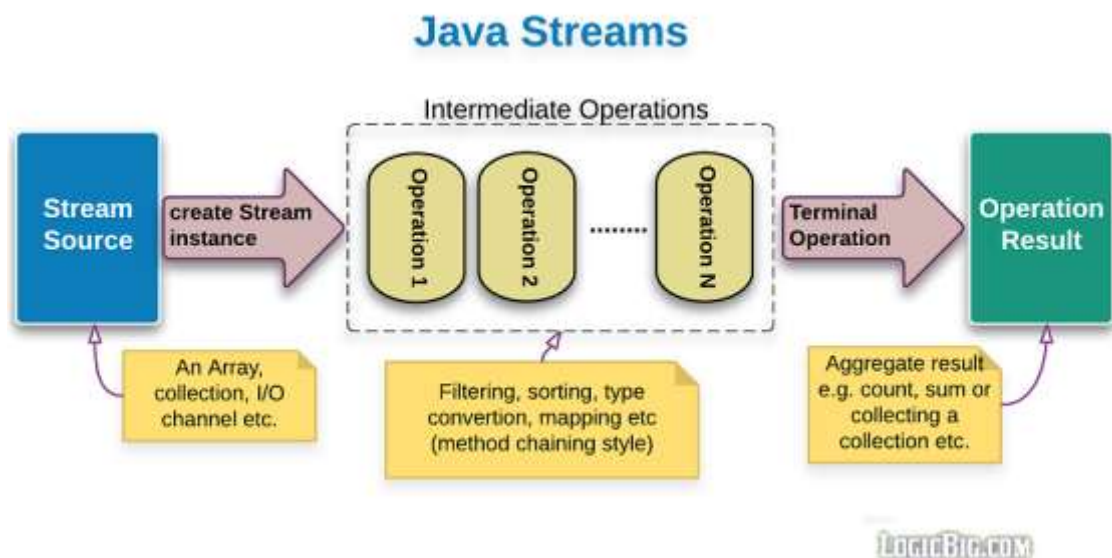 Java Streams
Intermediate Operations
Stream
Source
create Stream
instance
Operation 1
Operation 2
........
Operation N
Terminal
Operation
Operation
Result
An Array,
collection, I/O
channel etc.
Filtering, sorting, type
convertion, mapping etc
(method chaining style)
Aggregate result
e.g. count, sum or
collecting a
collection etc.
LOGICBIG.COM